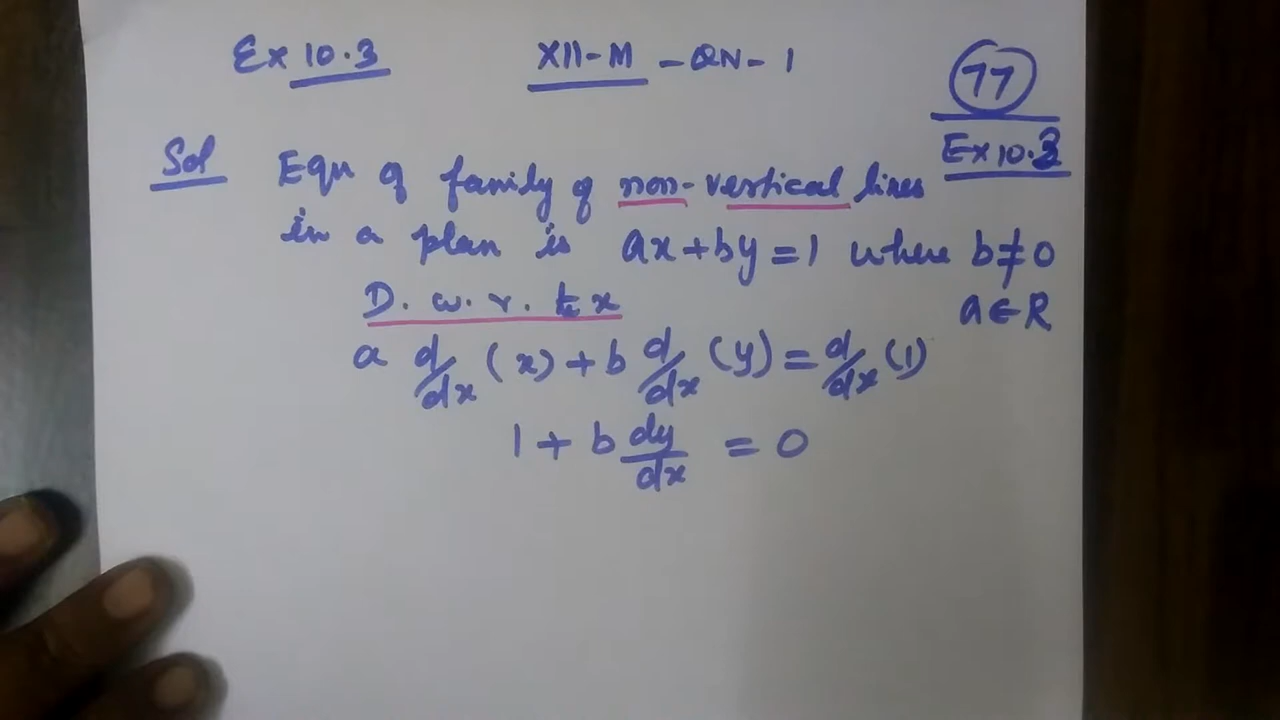 Ex 10.3 XII-M - QN - 1
77
Ex 10.3
Sol Equ of family of non-vertical lines
in a plan is ax + by = 1 where b ≠ 0
a ∈ R
D. w. r. to x
a d/dx (x) + b d/dx (y) = d/dx (1)
1 + b dy/dx = 0